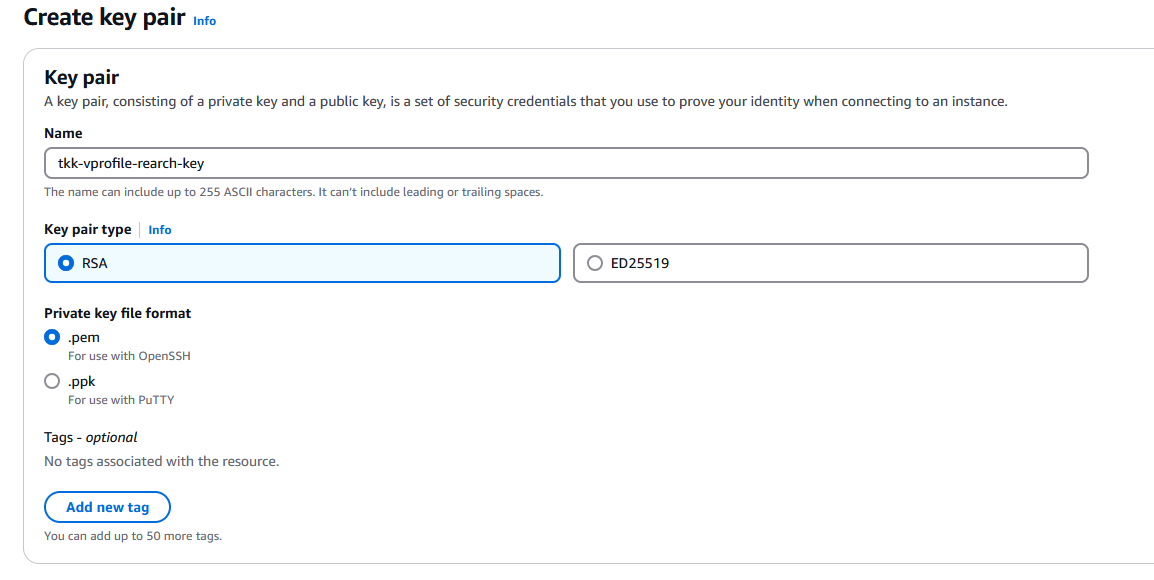 Create key pair Info
Key pair
A key pair, consisting of a private key and a public key, is a set of security credentials that you use to prove your identity when connecting to an instance.
Name
tkk-vprofile-rearch-key
The name can include up to 255 ASCII characters. It can't include leading or trailing spaces.
Key pair type Info
RSA ED25519
Private key file format
.pem
For use with OpenSSH
.ppk
For use with PuTTY
Tags - optional
No tags associated with the resource.
Add new tag
You can add up to 50 more tags.